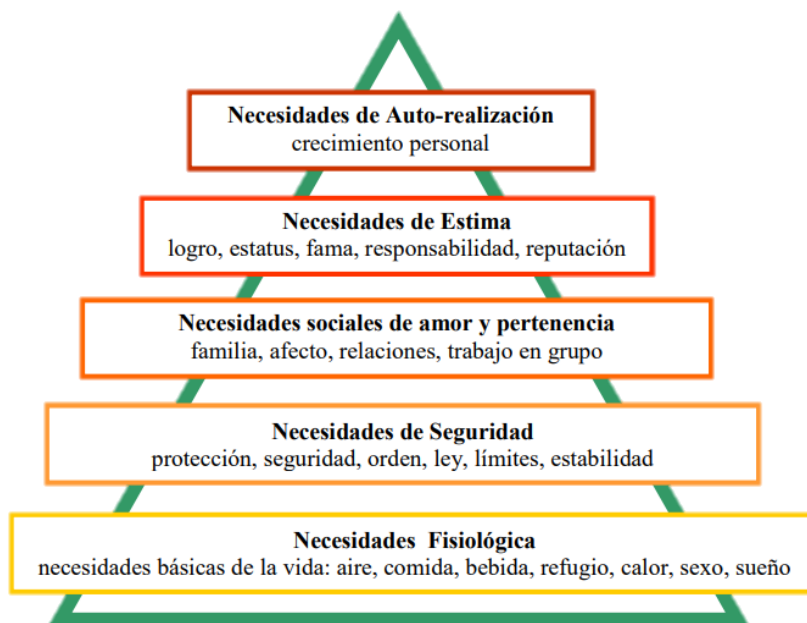 Necesidades de Auto-realización
crecimiento personal
Necesidades de Estima
logro, estatus, fama, responsabilidad, reputación
Necesidades sociales de amor y pertenencia
familia, afecto, relaciones, trabajo en grupo
Necesidades de Seguridad
protección, seguridad, orden, ley, límites, estabilidad
Necesidades Fisiológica
necesidades básicas de la vida: aire, comida, bebida, refugio, calor, sexo, sueño